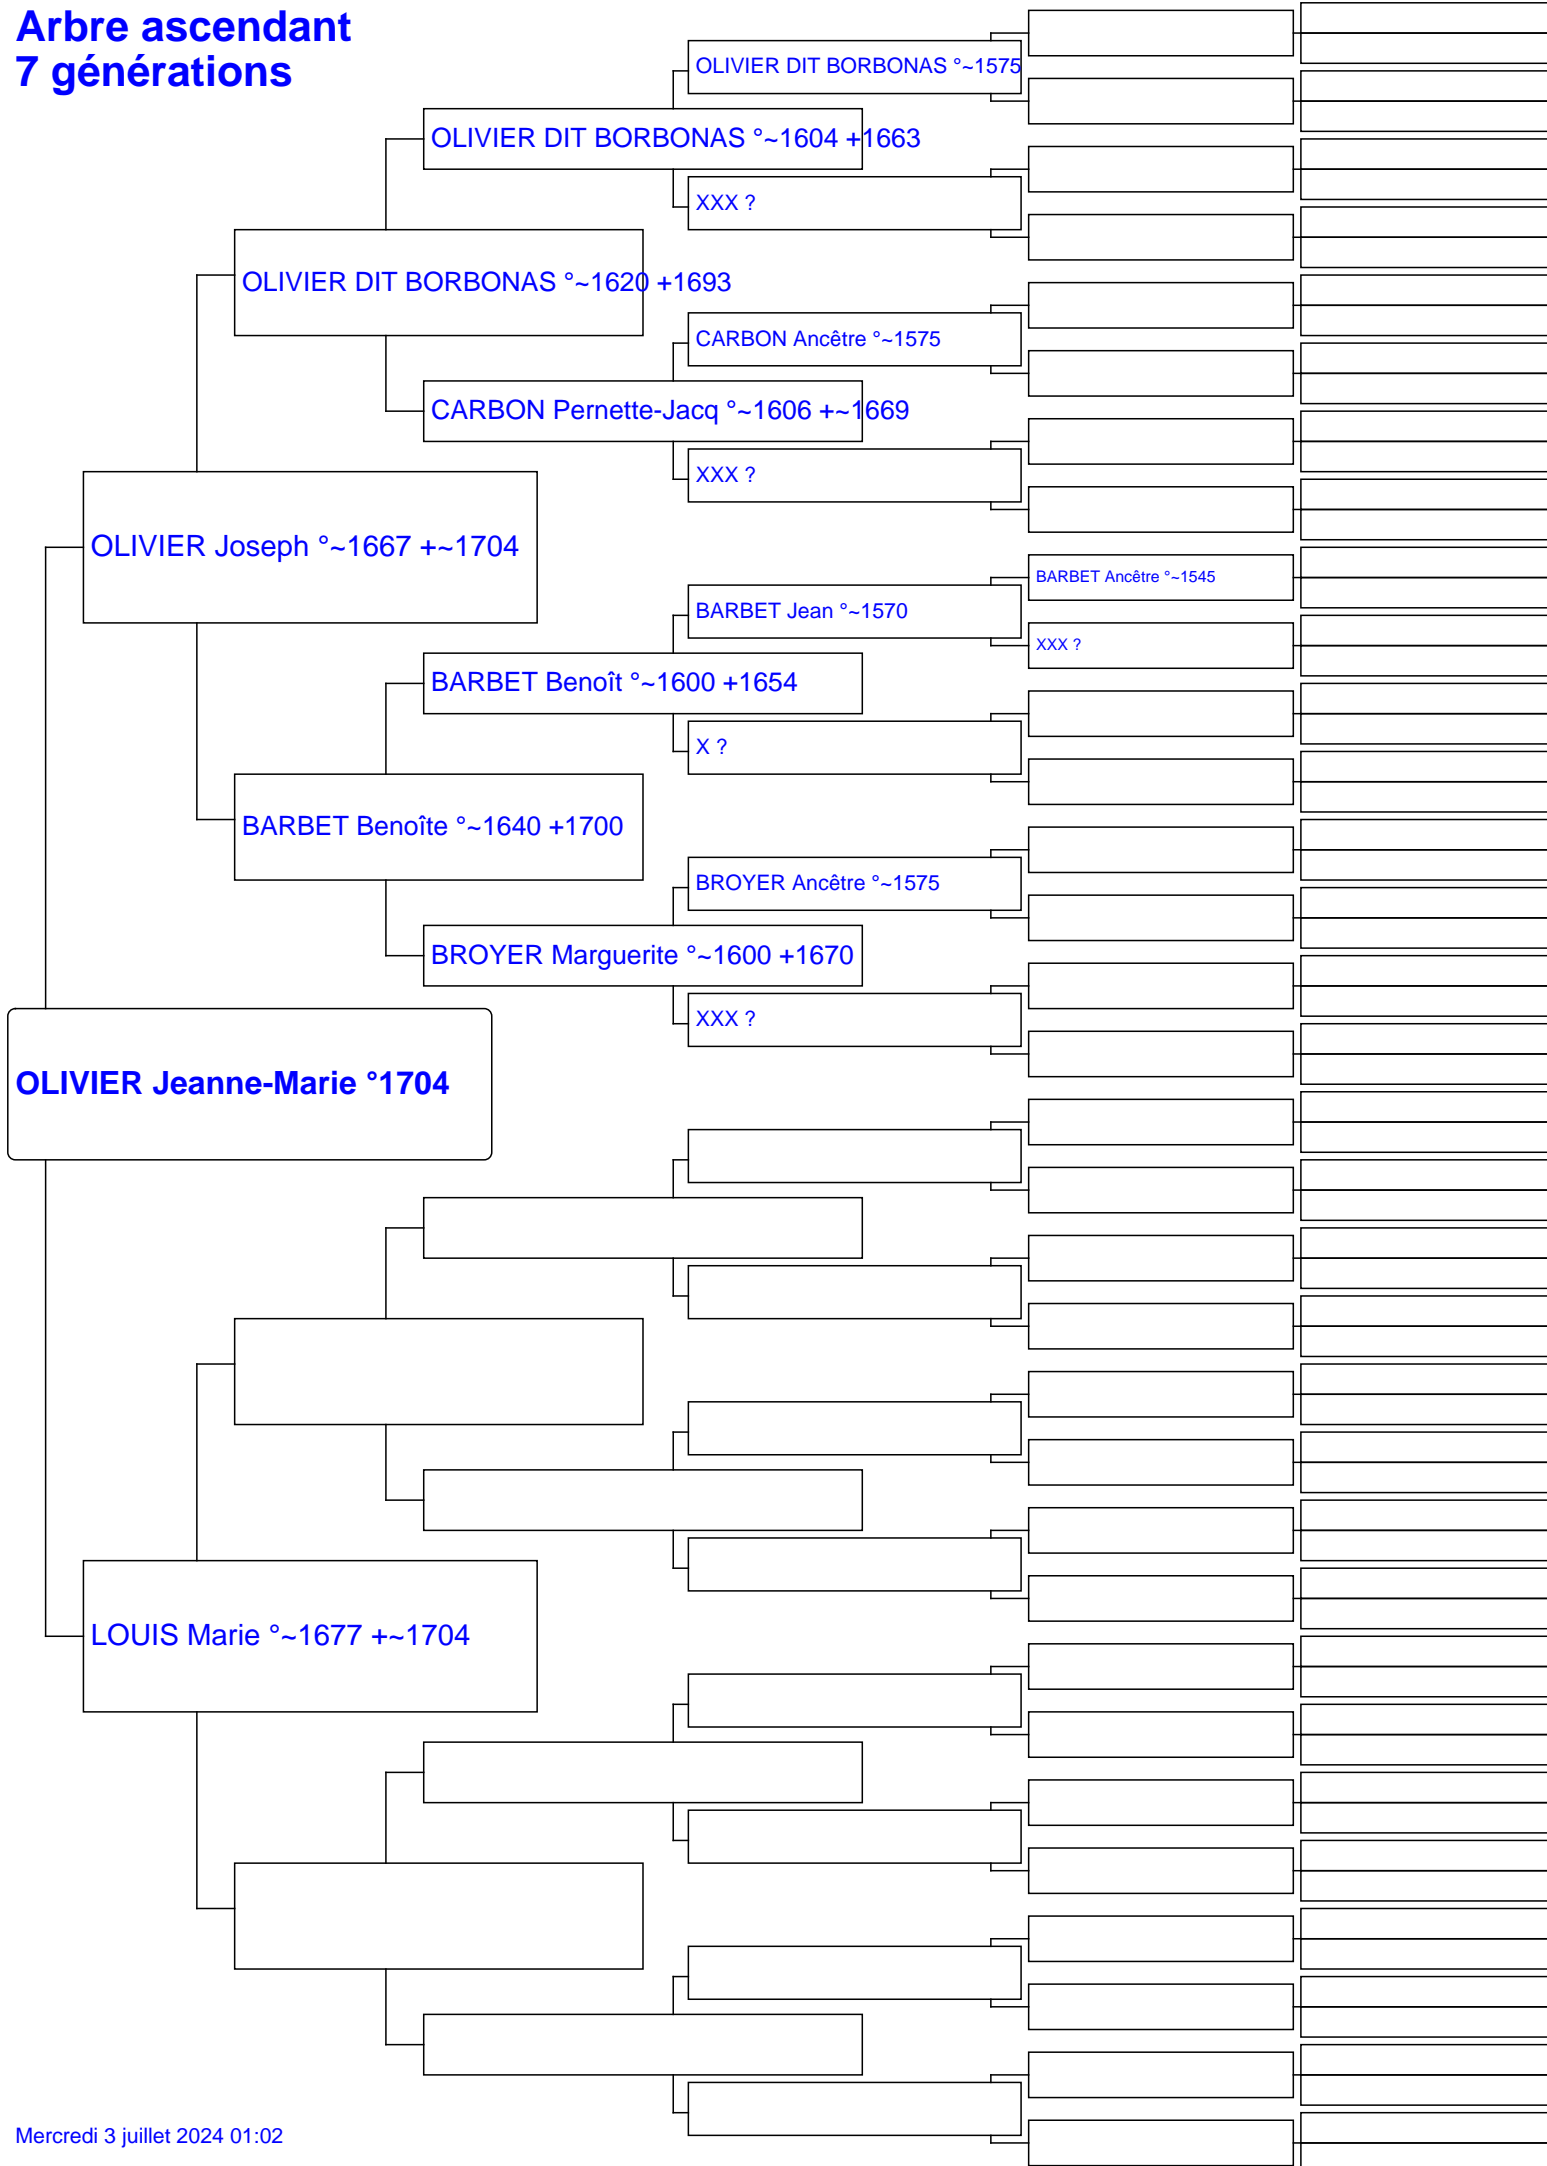 Arbre ascendant
7 générations
OLIVIER DIT BORBONAS °~1575
OLIVIER DIT BORBONAS °~1604 +1663
XXX ?
OLIVIER DIT BORBONAS °~1620 +1693
CARBON Ancêtre °~1575
CARBON Pernette-Jacq °~1606 +~1669
XXX ?
OLIVIER Joseph °~1667 +~1704
BARBET Ancêtre °~1545
BARBET Jean °~1570
XXX ?
BARBET Benoît °~1600 +1654
X ?
BARBET Benoîte °~1640 +1700
BROYER Ancêtre °~1575
BROYER Marguerite °~1600 +1670
XXX ?
OLIVIER Jeanne-Marie °1704
LOUIS Marie °~1677 +~1704
Mercredi 3 juillet 2024 01:02